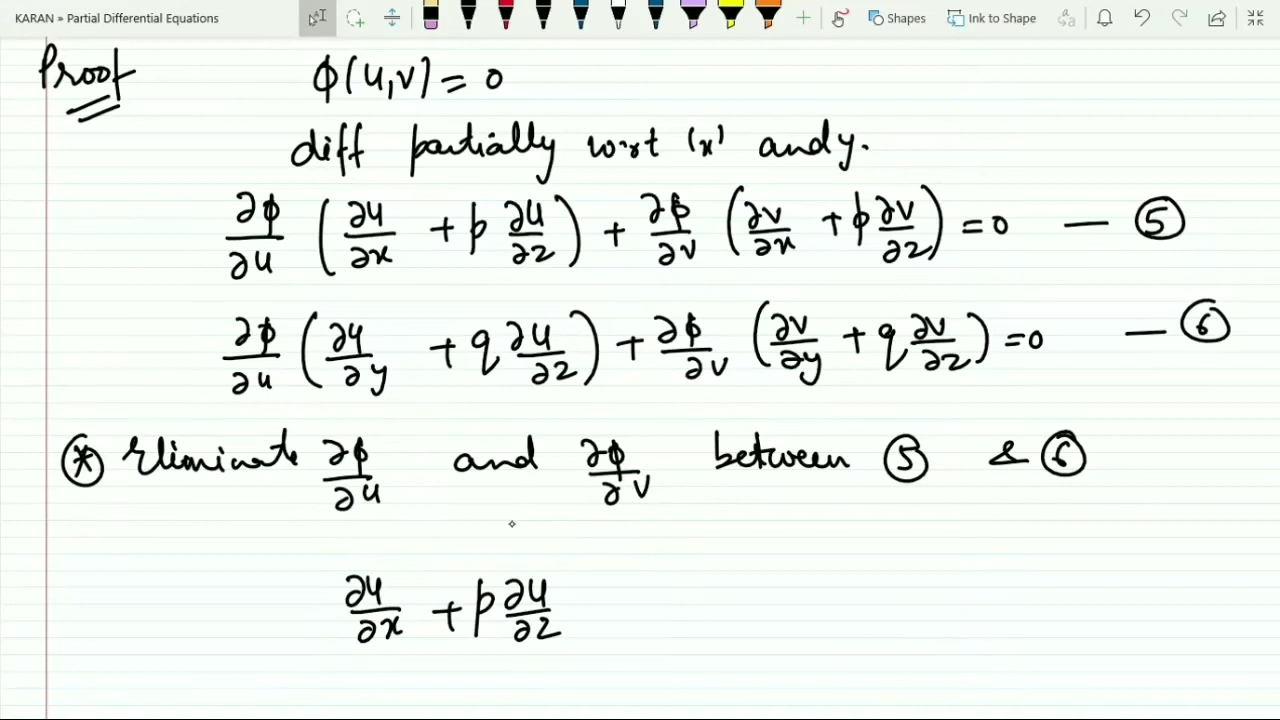 KARAN » Partial Differential Equations Shapes Ink to Shape
Proof ϕ(u,v) = 0
diff partially w.r.t 'x' and y.
∂ϕ/∂u (∂u/∂x + p ∂u/∂z) + ∂ϕ/∂v (∂v/∂x + p ∂v/∂z) = 0 — ⑤
∂ϕ/∂u (∂u/∂y + q ∂u/∂z) + ∂ϕ/∂v (∂v/∂y + q ∂v/∂z) = 0 — ⑥
⊛ Eliminate ∂ϕ/∂u and ∂ϕ/∂v between ⑤ & ⑥
∂u/∂x + p ∂u/∂z